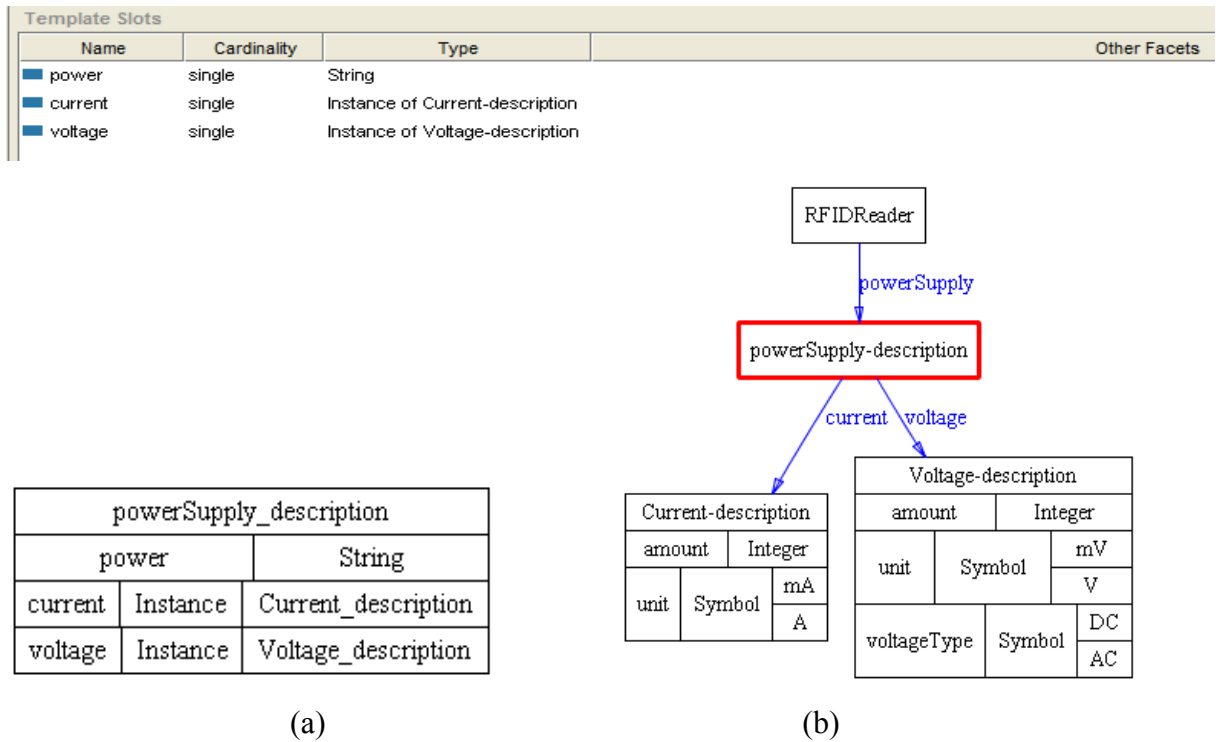 Template Slots
Name Cardinality Type Other Facets
power single String
current single Instance of Current-description
voltage single Instance of Voltage-description
RFIDReader
powerSupply
powerSupply-description
current voltage
powerSupply_description
power String
current Instance Current_description
voltage Instance Voltage_description
Current-description
amount Integer
unit Symbol mA
A
Voltage-description
amount Integer
unit Symbol mV
V
voltageType Symbol DC
AC
(a) (b)